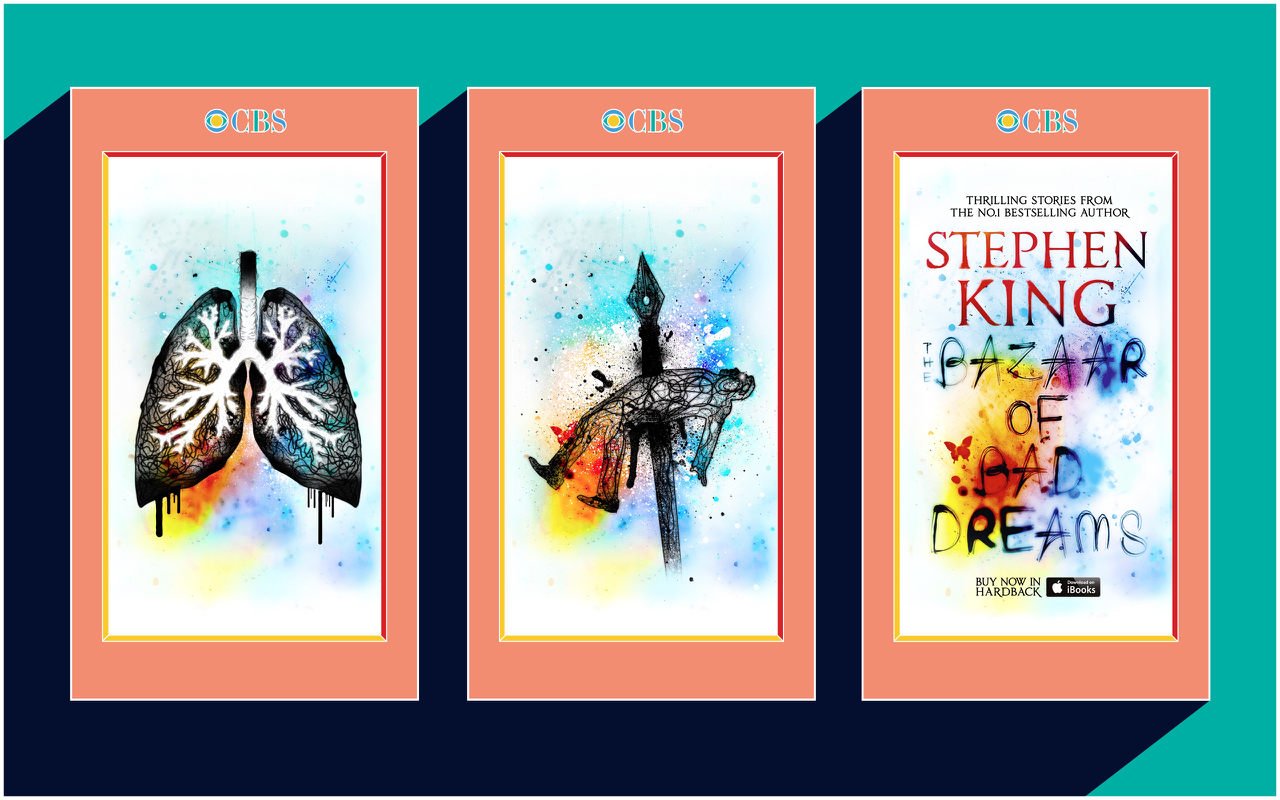 CBS
CBS
CBS
THRILLING STORIES FROM
THE NO.1 BESTSELLING AUTHOR
STEPHEN
KING
THE BAZAAR
OF
BAD
DREAMS
BUY NOW IN
HARDBACK
Download on
iBooks